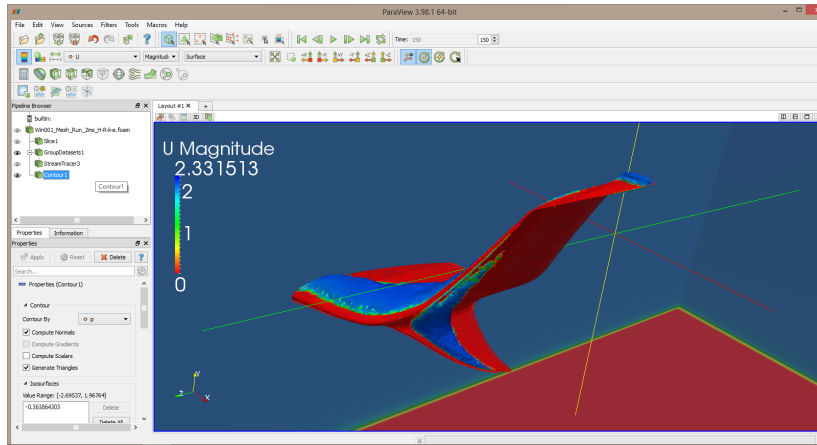 ParaView 3.98.1 64-bit
File Edit View Sources Filters Tools Macros Help
Time: 150 150
U Magnitud Surface
Pipeline Browser Layout #1 X +
builtin:
Win001_Mesh_Run_2ms_H-R-k-e.foam 3D
Slice1
GroupDatasets1
StreamTracer3
Contour1
Contour1
U Magnitude
2.331513
2
1
0
Properties Information
Properties
Apply Reset Delete ?
Search...
Properties (Contour1)
Contour
Contour By p
Compute Normals
Compute Gradients
Compute Scalars
Generate Triangles
Isosurfaces
Value Range: [-2.69537, 1.96764]
-0.363864303 Delete
Delete All
Y
Z
X